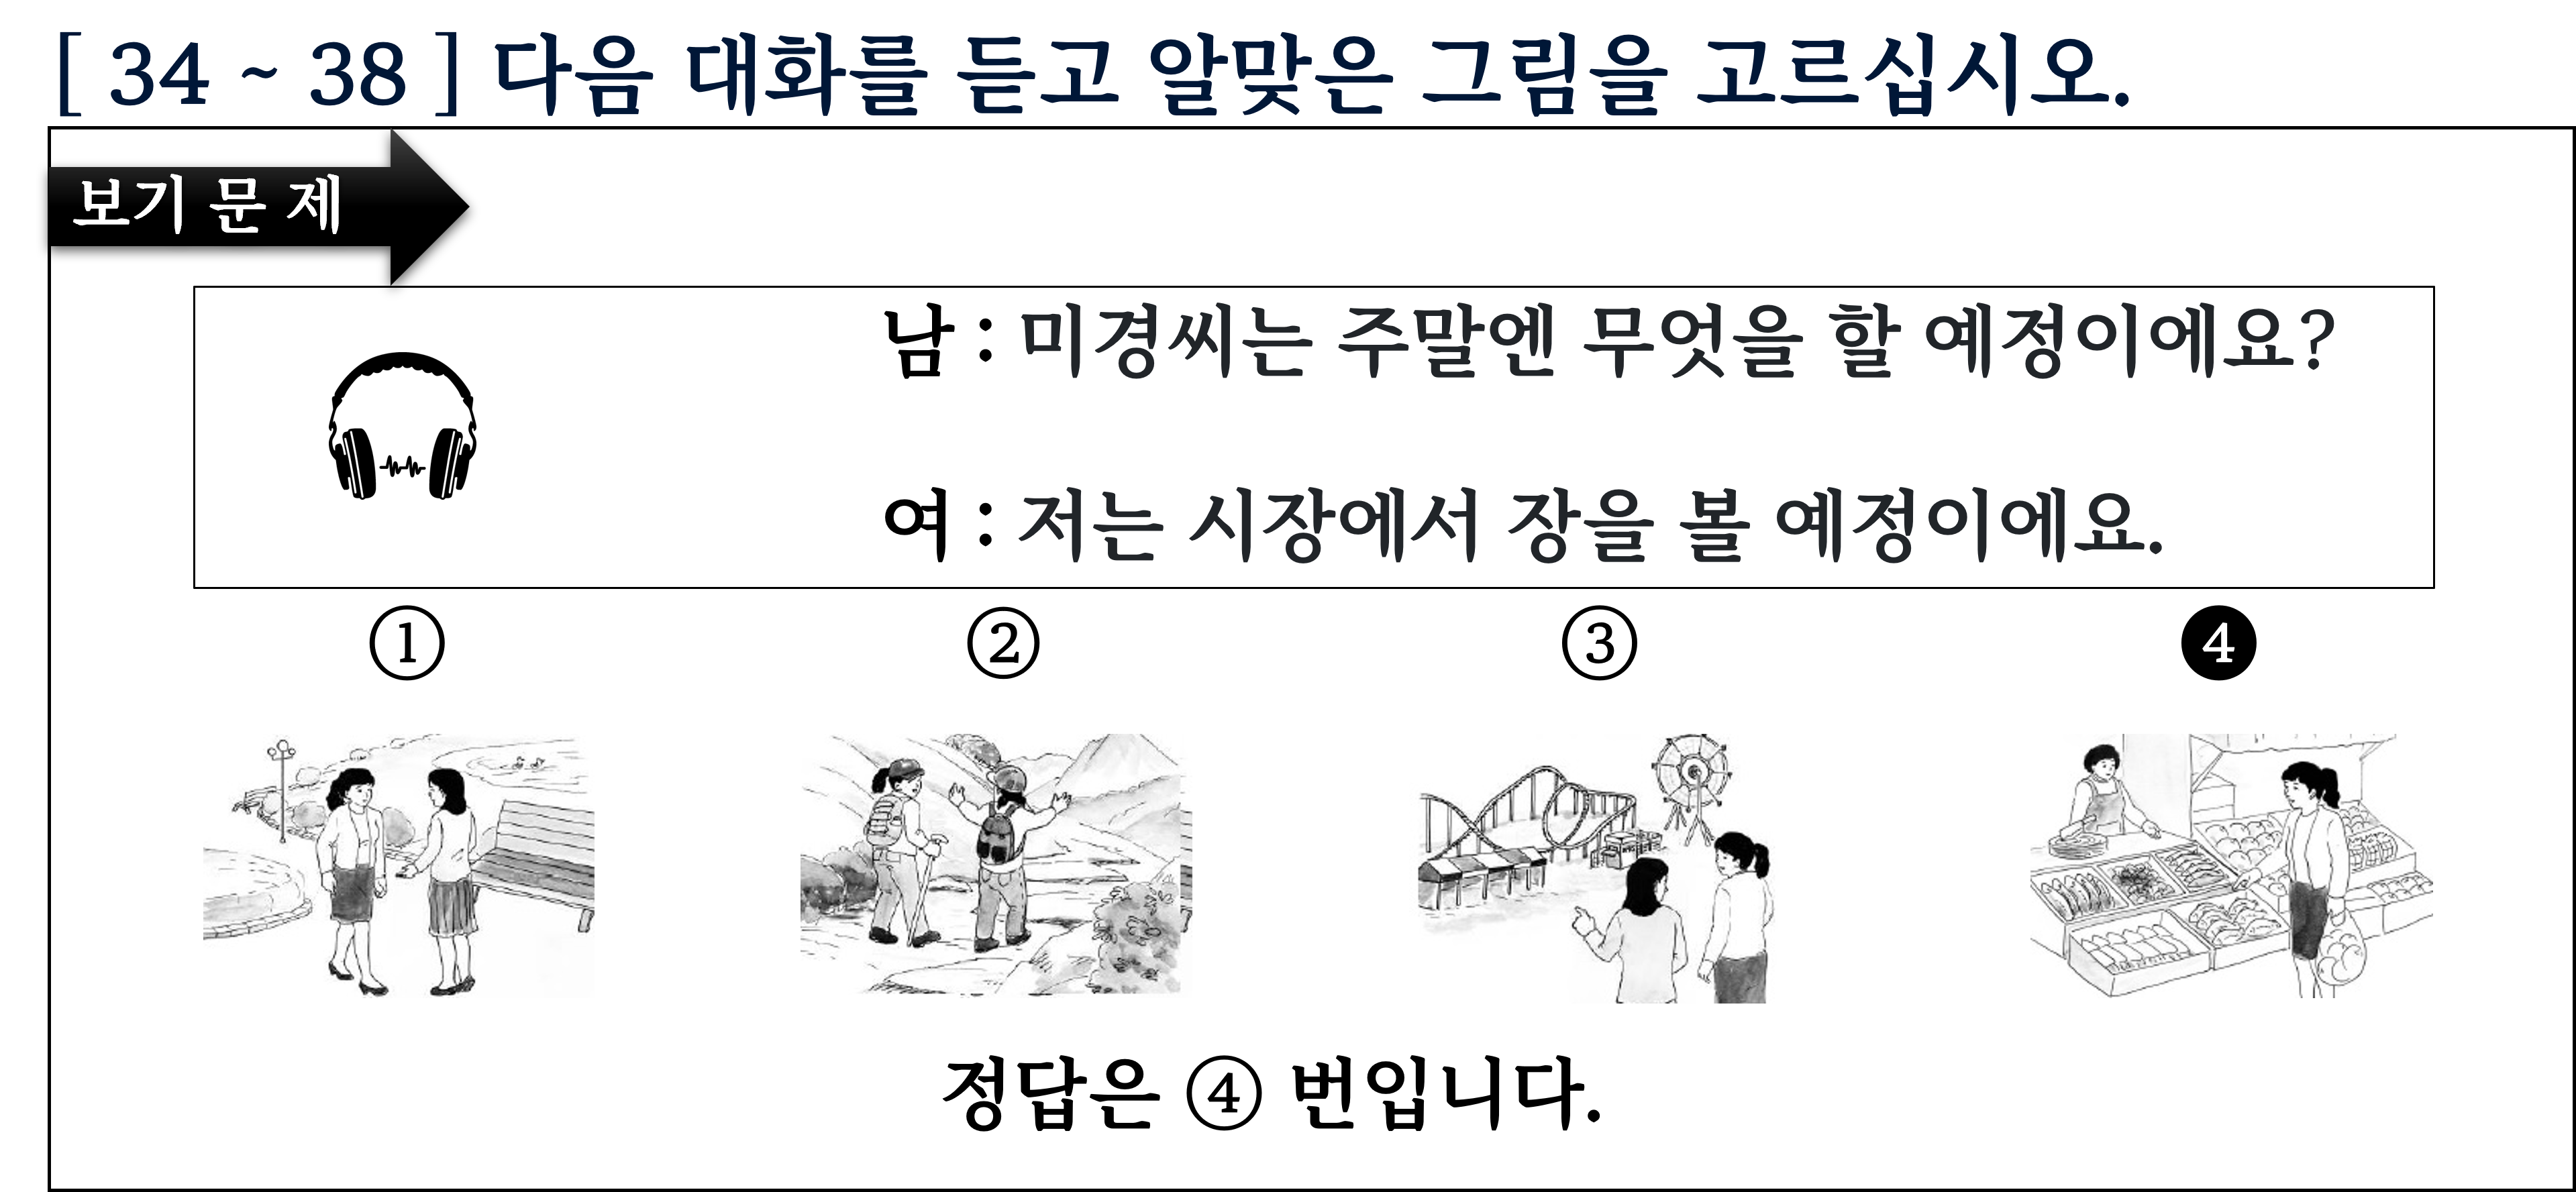 [ 34 ~ 38 ] 다음 대화를 듣고 알맞은 그림을 고르십시오.
보기 문 제
남 : 미경씨는 주말엔 무엇을 할 예정이에요?
여 : 저는 시장에서 장을 볼 예정이에요.
① ② ③ ❹
정답은 ④ 번입니다.